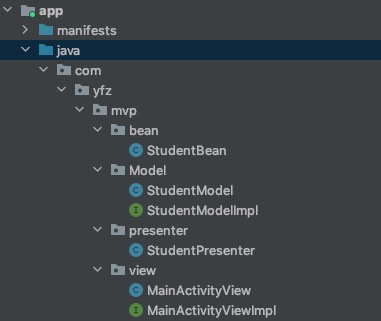 app
manifests
java
com
yfz
mvp
bean
C StudentBean
Model
C StudentModel
I StudentModelImpl
presenter
C StudentPresenter
view
C MainActivityView
I MainActivityViewImpl